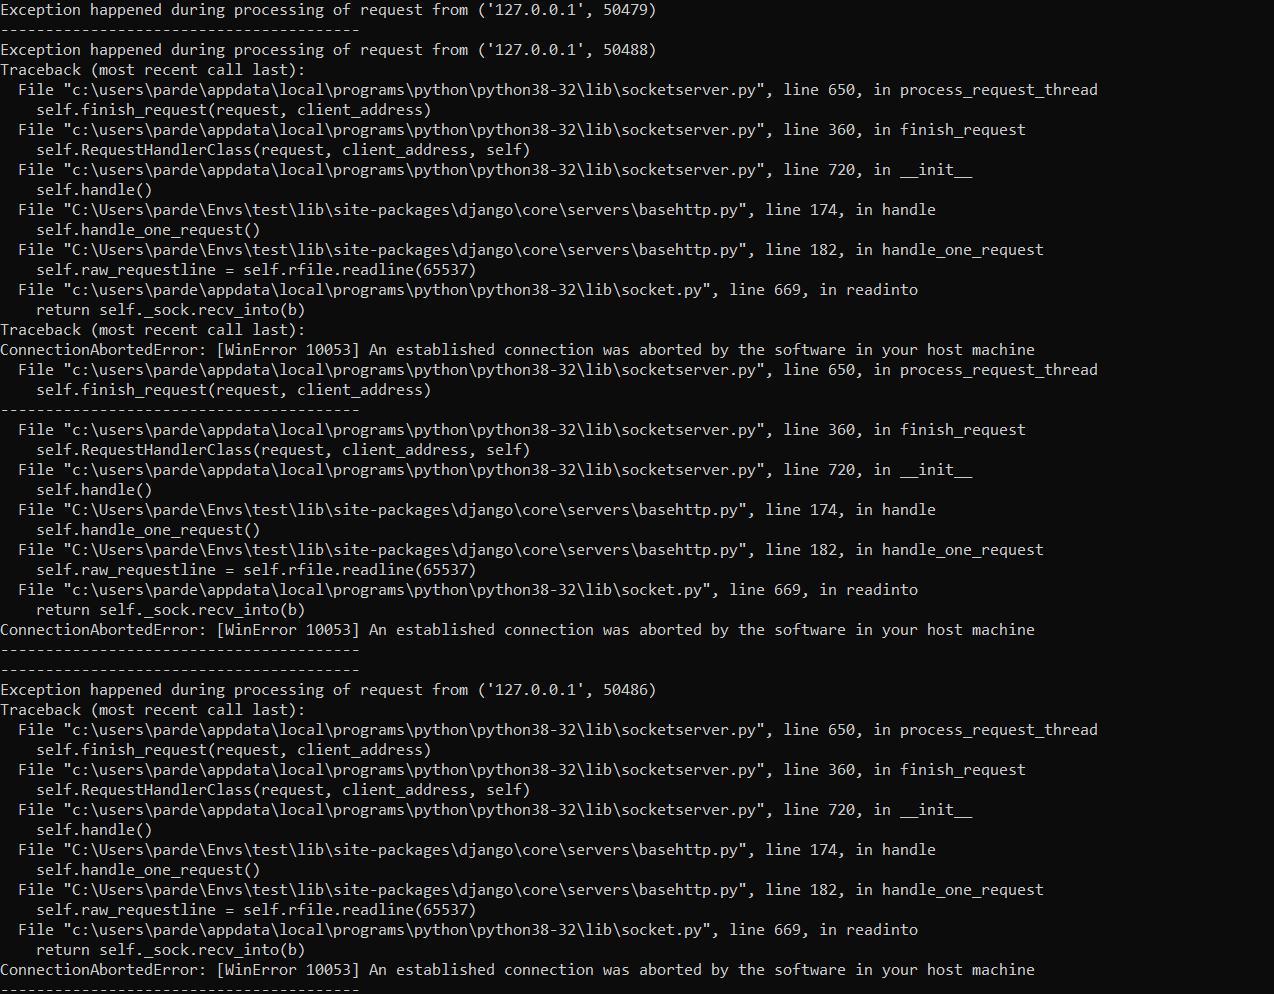 Exception happened during processing of request from ('127.0.0.1', 50479)
----------------------------------------
Exception happened during processing of request from ('127.0.0.1', 50488)
Traceback (most recent call last):
  File "c:\users\parde\appdata\local\programs\python\python38-32\lib\socketserver.py", line 650, in process_request_thread
    self.finish_request(request, client_address)
  File "c:\users\parde\appdata\local\programs\python\python38-32\lib\socketserver.py", line 360, in finish_request
    self.RequestHandlerClass(request, client_address, self)
  File "c:\users\parde\appdata\local\programs\python\python38-32\lib\socketserver.py", line 720, in __init__
    self.handle()
  File "C:\Users\parde\Envs\test\lib\site-packages\django\core\servers\basehttp.py", line 174, in handle
    self.handle_one_request()
  File "C:\Users\parde\Envs\test\lib\site-packages\django\core\servers\basehttp.py", line 182, in handle_one_request
    self.raw_requestline = self.rfile.readline(65537)
  File "c:\users\parde\appdata\local\programs\python\python38-32\lib\socket.py", line 669, in readinto
    return self._sock.recv_into(b)
Traceback (most recent call last):
ConnectionAbortedError: [WinError 10053] An established connection was aborted by the software in your host machine
  File "c:\users\parde\appdata\local\programs\python\python38-32\lib\socketserver.py", line 650, in process_request_thread
    self.finish_request(request, client_address)
----------------------------------------
  File "c:\users\parde\appdata\local\programs\python\python38-32\lib\socketserver.py", line 360, in finish_request
    self.RequestHandlerClass(request, client_address, self)
  File "c:\users\parde\appdata\local\programs\python\python38-32\lib\socketserver.py", line 720, in __init__
    self.handle()
  File "C:\Users\parde\Envs\test\lib\site-packages\django\core\servers\basehttp.py", line 174, in handle
    self.handle_one_request()
  File "C:\Users\parde\Envs\test\lib\site-packages\django\core\servers\basehttp.py", line 182, in handle_one_request
    self.raw_requestline = self.rfile.readline(65537)
  File "c:\users\parde\appdata\local\programs\python\python38-32\lib\socket.py", line 669, in readinto
    return self._sock.recv_into(b)
ConnectionAbortedError: [WinError 10053] An established connection was aborted by the software in your host machine
----------------------------------------
----------------------------------------
Exception happened during processing of request from ('127.0.0.1', 50486)
Traceback (most recent call last):
  File "c:\users\parde\appdata\local\programs\python\python38-32\lib\socketserver.py", line 650, in process_request_thread
    self.finish_request(request, client_address)
  File "c:\users\parde\appdata\local\programs\python\python38-32\lib\socketserver.py", line 360, in finish_request
    self.RequestHandlerClass(request, client_address, self)
  File "c:\users\parde\appdata\local\programs\python\python38-32\lib\socketserver.py", line 720, in __init__
    self.handle()
  File "C:\Users\parde\Envs\test\lib\site-packages\django\core\servers\basehttp.py", line 174, in handle
    self.handle_one_request()
  File "C:\Users\parde\Envs\test\lib\site-packages\django\core\servers\basehttp.py", line 182, in handle_one_request
    self.raw_requestline = self.rfile.readline(65537)
  File "c:\users\parde\appdata\local\programs\python\python38-32\lib\socket.py", line 669, in readinto
    return self._sock.recv_into(b)
ConnectionAbortedError: [WinError 10053] An established connection was aborted by the software in your host machine
----------------------------------------